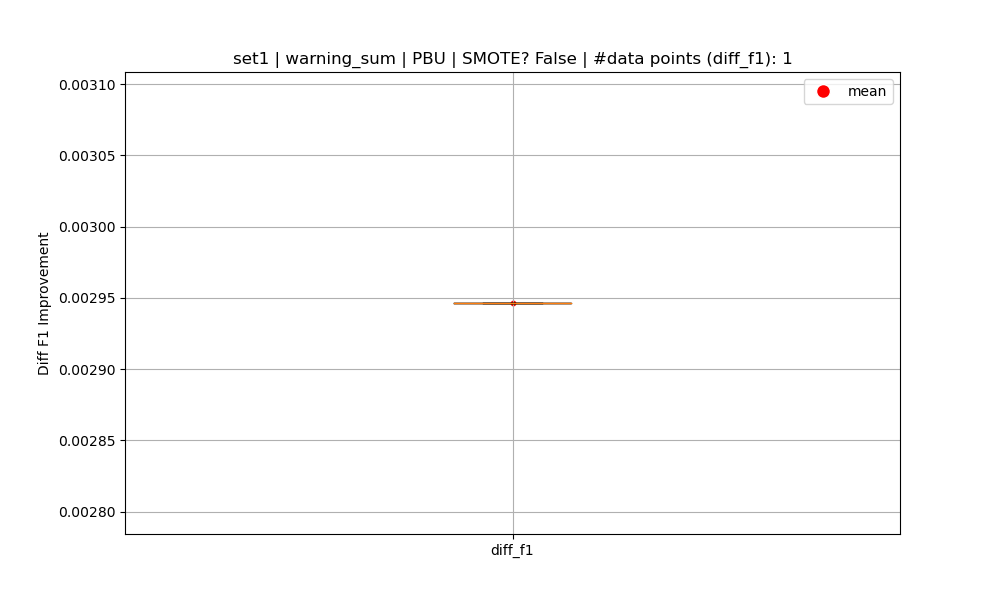 set1 | warning_sum | PBU | SMOTE? False | #data points (diff_f1): 1
mean
0.00310
0.00305
0.00300
0.00295
0.00290
0.00285
0.00280
Diff F1 Improvement
diff_f1